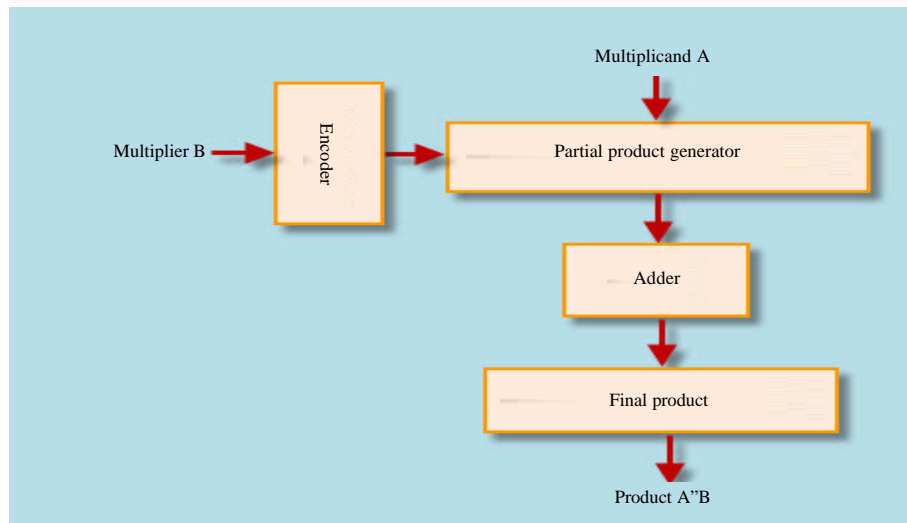 Multiplicand A
Multiplier B
Encoder
Partial product generator
Adder
Final product
Product A”B